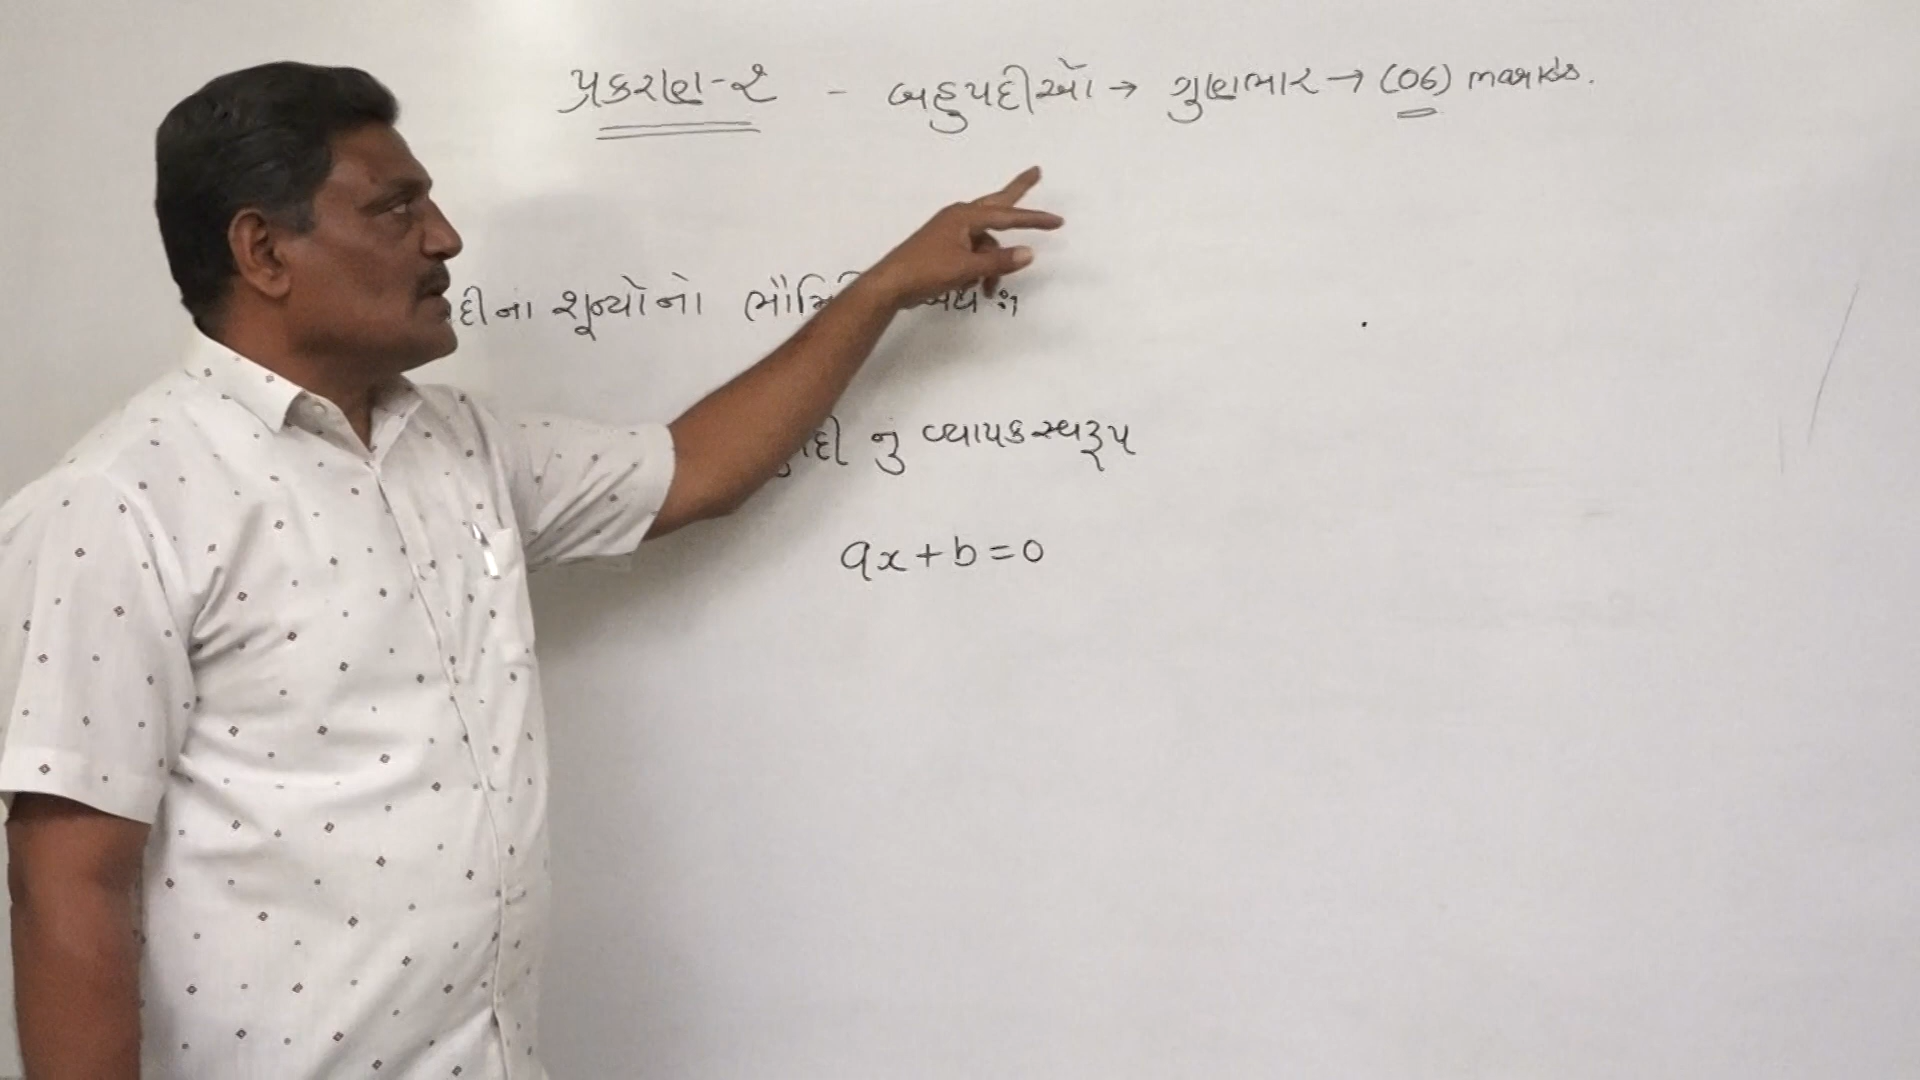 પ્રકરણ-૨ - બહુપદીઓ → ગુણભાર → (06) marks.
દીના શૂન્યોનો
દી નું વ્યાપકસ્વરૂપ
ax+b=0